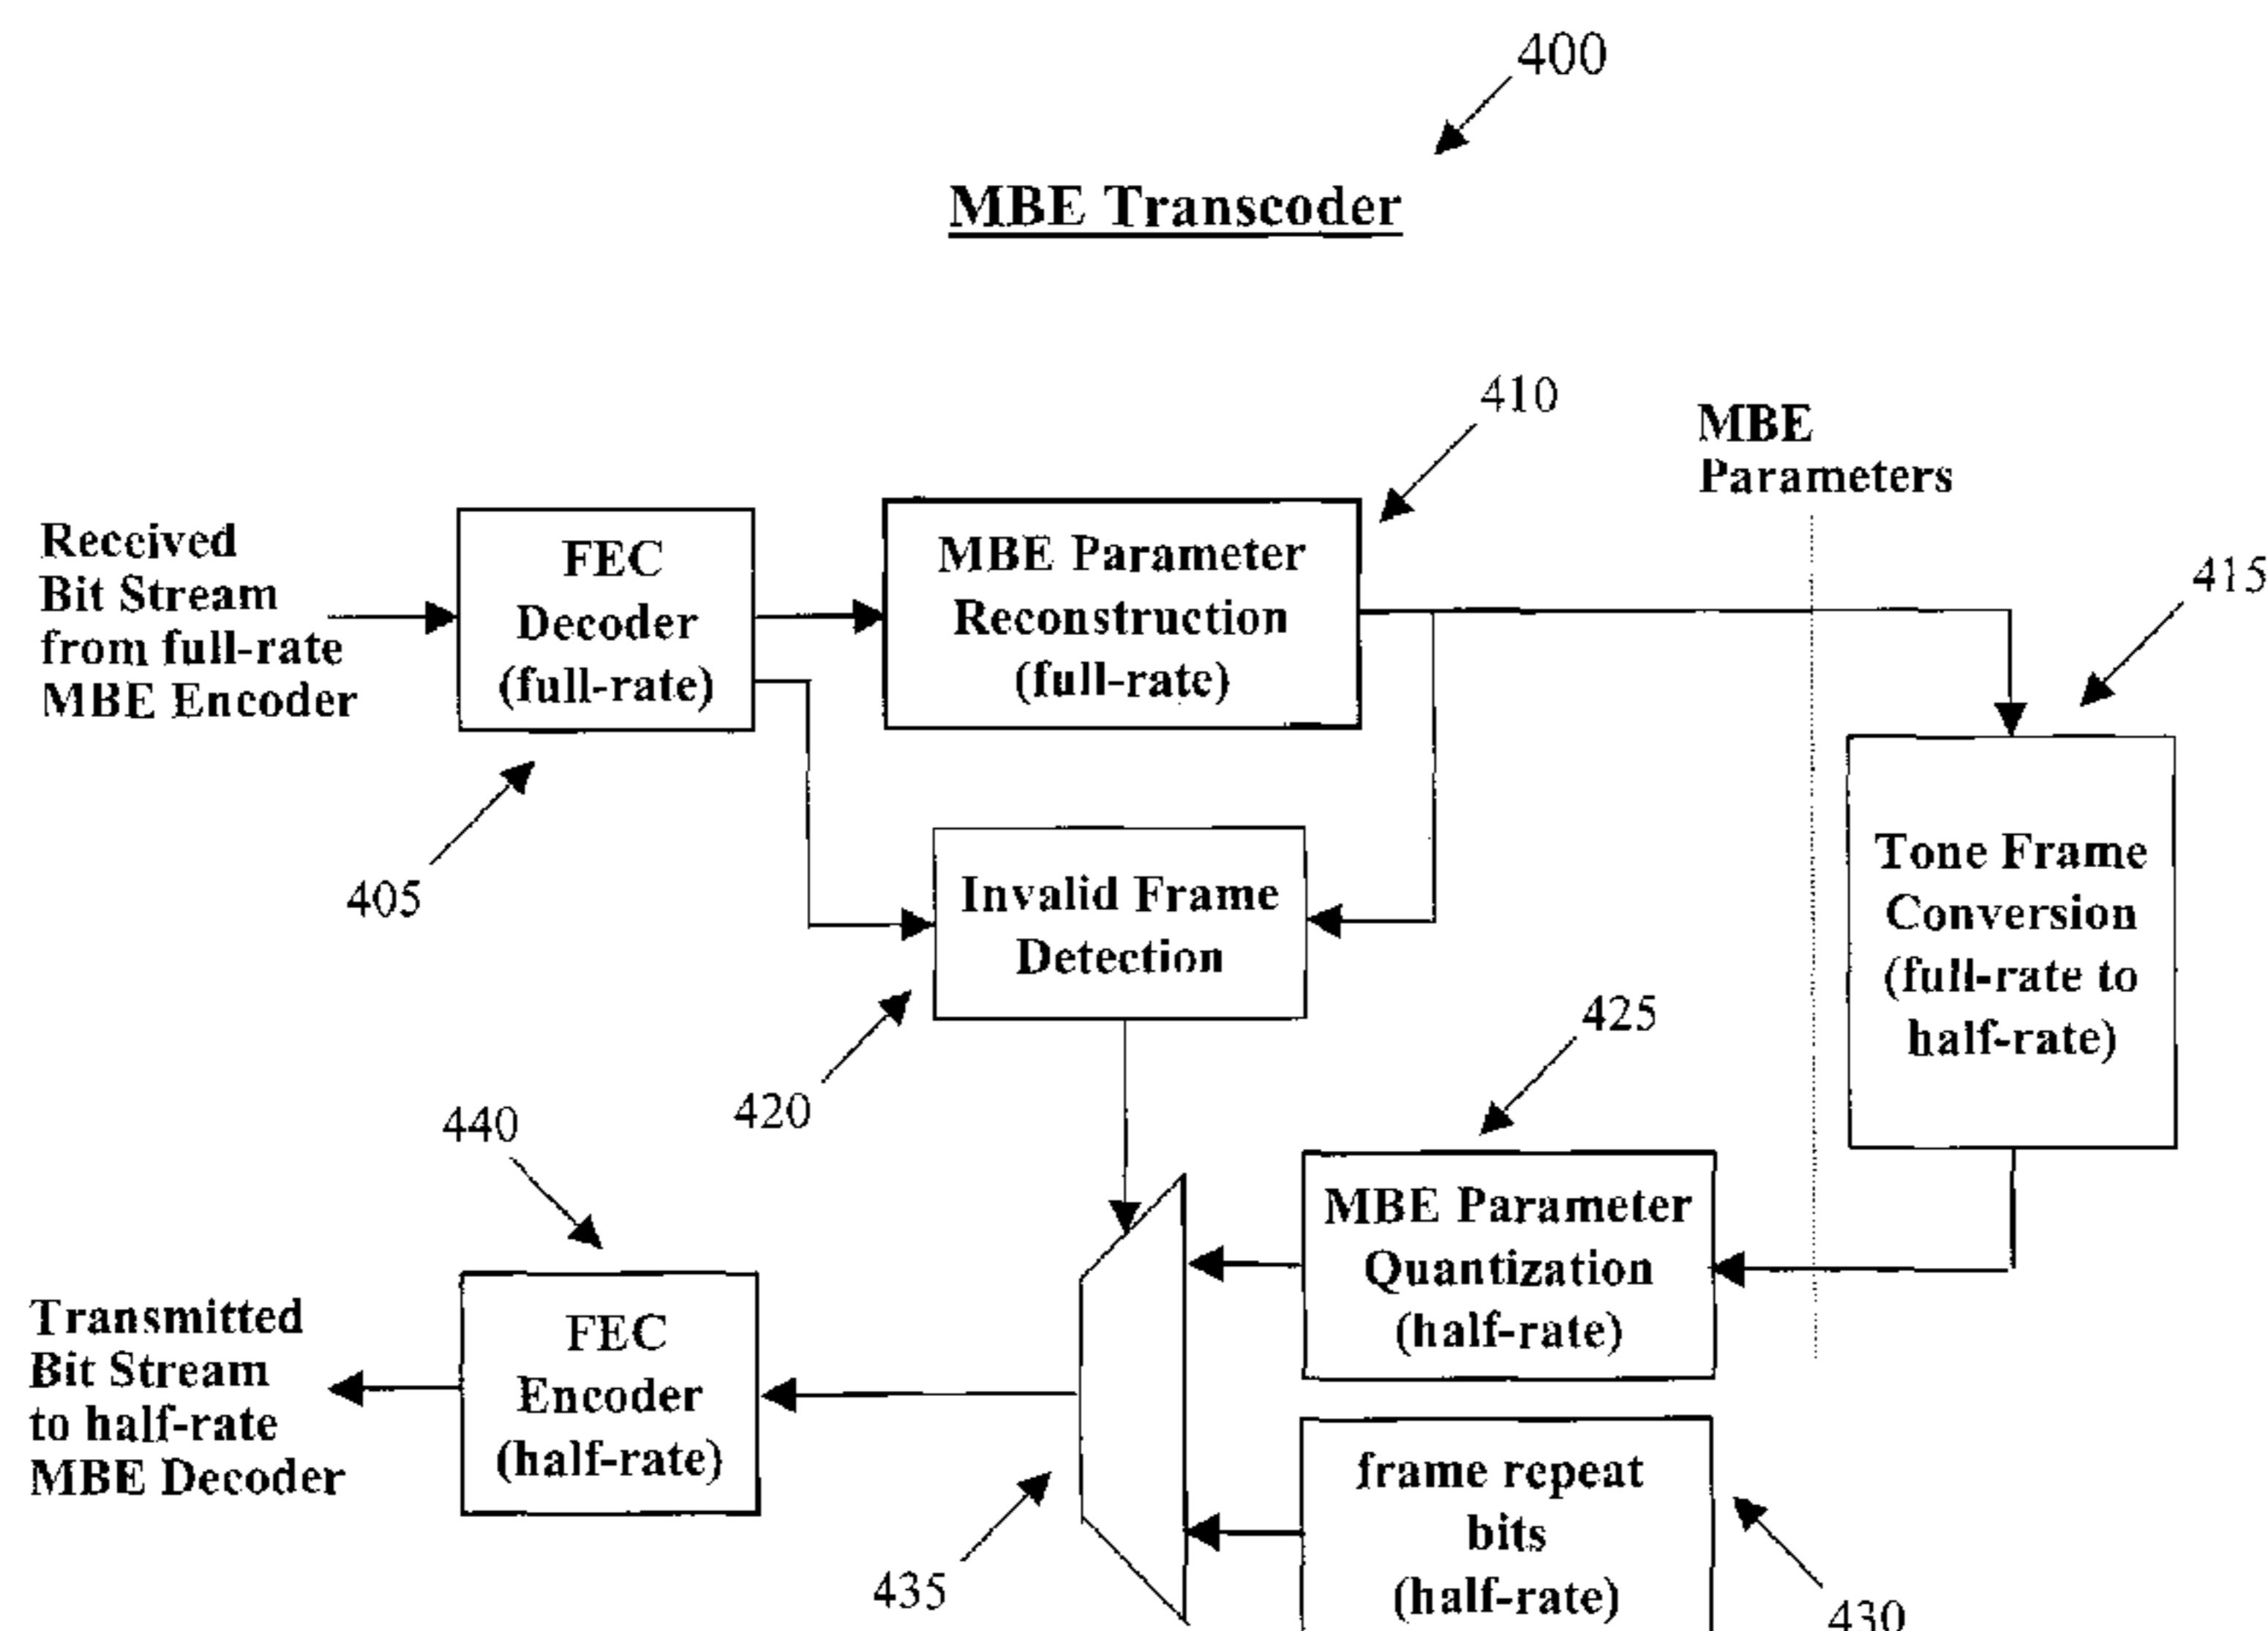 400
MBE Transcoder
410
MBE
Parameters
415
Received
Bit Stream
from full-rate
MBE Encoder
FEC
Decoder
(full-rate)
MBE Parameter
Reconstruction
(full-rate)
405
Invalid Frame
Detection
Tone Frame
Conversion
(full-rate to
half-rate)
420
425
440
MBE Parameter
Quantization
(half-rate)
Transmitted
Bit Stream
to half-rate
MBE Decoder
FEC
Encoder
(half-rate)
frame repeat
bits
(half-rate)
435
430